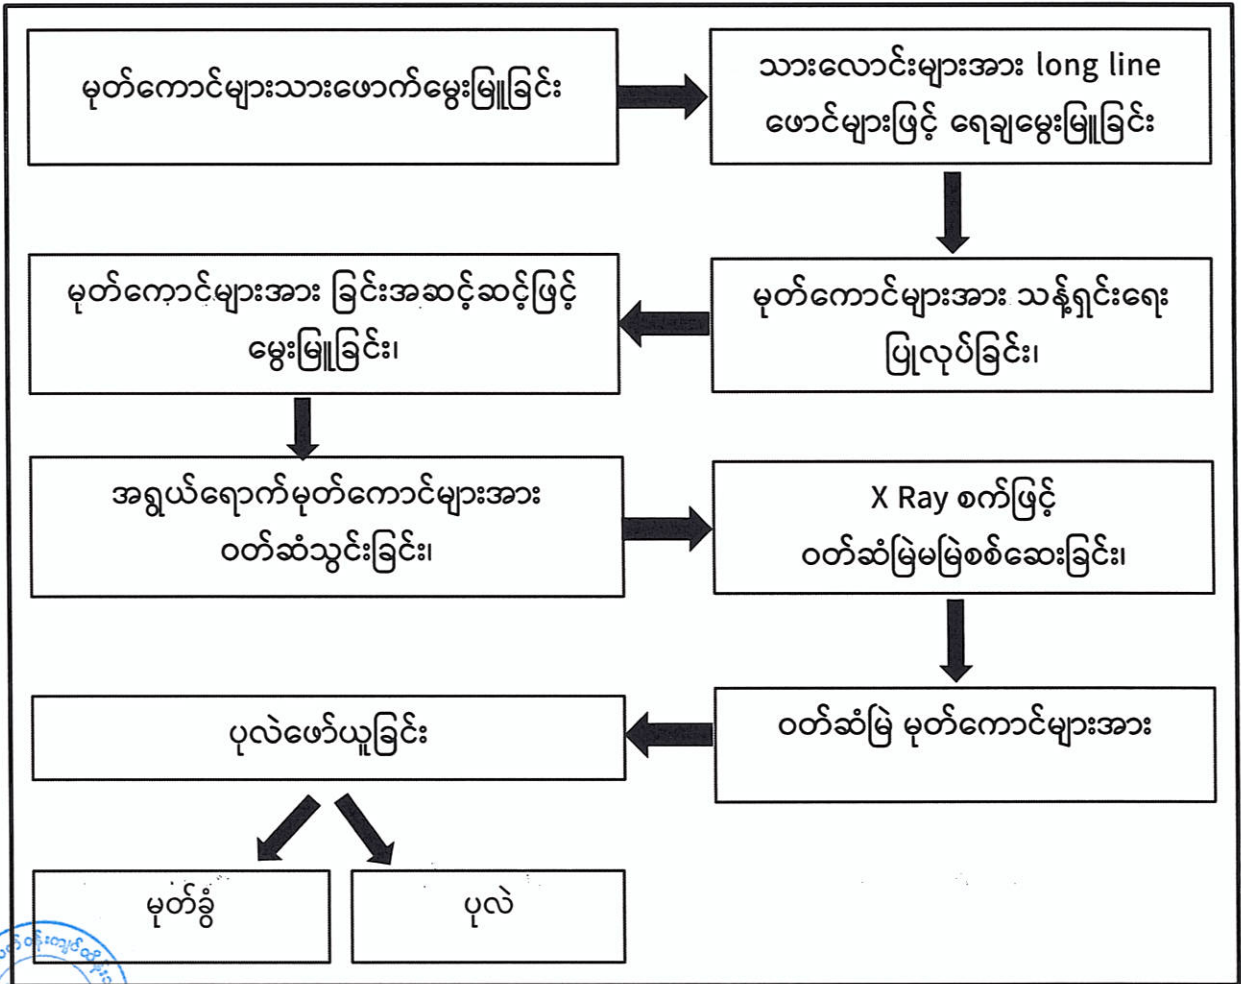 မုတ်ကောင်များသားဖောက်မွေးမြူခြင်း
သားလောင်းများအား long line
ဖောင်များဖြင့် ရေချမွေးမြူခြင်း
မုတ်ကောင်များအား သန့်ရှင်းရေး
ပြုလုပ်ခြင်း၊
မုတ်ကောင်များအား ခြင်းအဆင့်ဆင့်ဖြင့်
မွေးမြူခြင်း၊
အရွယ်ရောက်မုတ်ကောင်များအား
ဝတ်ဆံသွင်းခြင်း၊
X Ray စက်ဖြင့်
ဝတ်ဆံမြဲမမြဲစစ်ဆေးခြင်း၊
ဝတ်ဆံမြဲ မုတ်ကောင်များအား
ပုလဲဖော်ယူခြင်း
မုတ်ခွံ
ပုလဲ